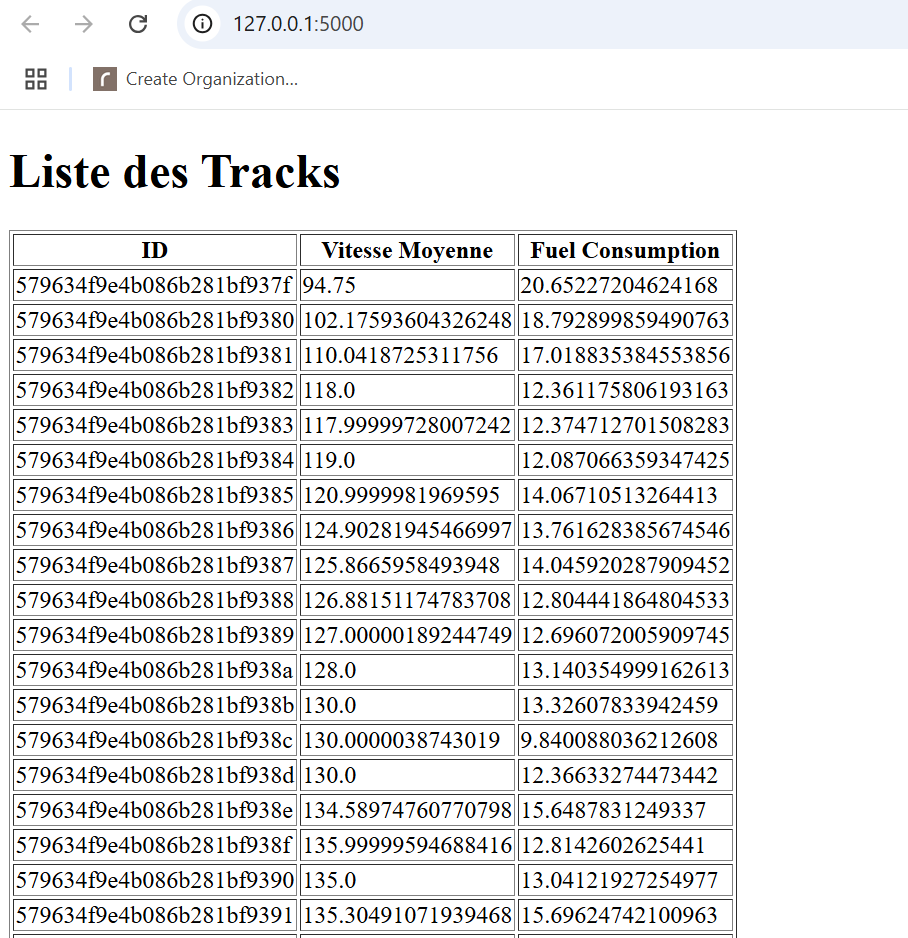 127.0.0.1:5000
Create Organization...
Liste des Tracks
ID Vitesse Moyenne Fuel Consumption
579634f9e4b086b281bf937f 94.75 20.65227204624168
579634f9e4b086b281bf9380 102.17593604326248 18.792899859490763
579634f9e4b086b281bf9381 110.0418725311756 17.018835384553856
579634f9e4b086b281bf9382 118.0 12.361175806193163
579634f9e4b086b281bf9383 117.99999728007242 12.374712701508283
579634f9e4b086b281bf9384 119.0 12.087066359347425
579634f9e4b086b281bf9385 120.9999981969595 14.06710513264413
579634f9e4b086b281bf9386 124.90281945466997 13.761628385674546
579634f9e4b086b281bf9387 125.8665958493948 14.045920287909452
579634f9e4b086b281bf9388 126.88151174783708 12.804441864804533
579634f9e4b086b281bf9389 127.00000189244749 12.696072005909745
579634f9e4b086b281bf938a 128.0 13.140354999162613
579634f9e4b086b281bf938b 130.0 13.32607833942459
579634f9e4b086b281bf938c 130.0000038743019 9.840088036212608
579634f9e4b086b281bf938d 130.0 12.36633274473442
579634f9e4b086b281bf938e 134.58974760770798 15.6487831249337
579634f9e4b086b281bf938f 135.99999594688416 12.8142602625441
579634f9e4b086b281bf9390 135.0 13.04121927254977
579634f9e4b086b281bf9391 135.30491071939468 15.69624742100963